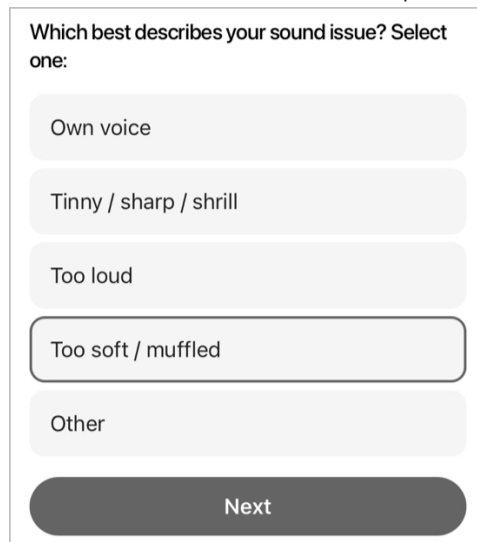 Which best describes your sound issue? Select
one:
Own voice
Tinny / sharp / shrill
Too loud
Too soft / muffled
Other
Next